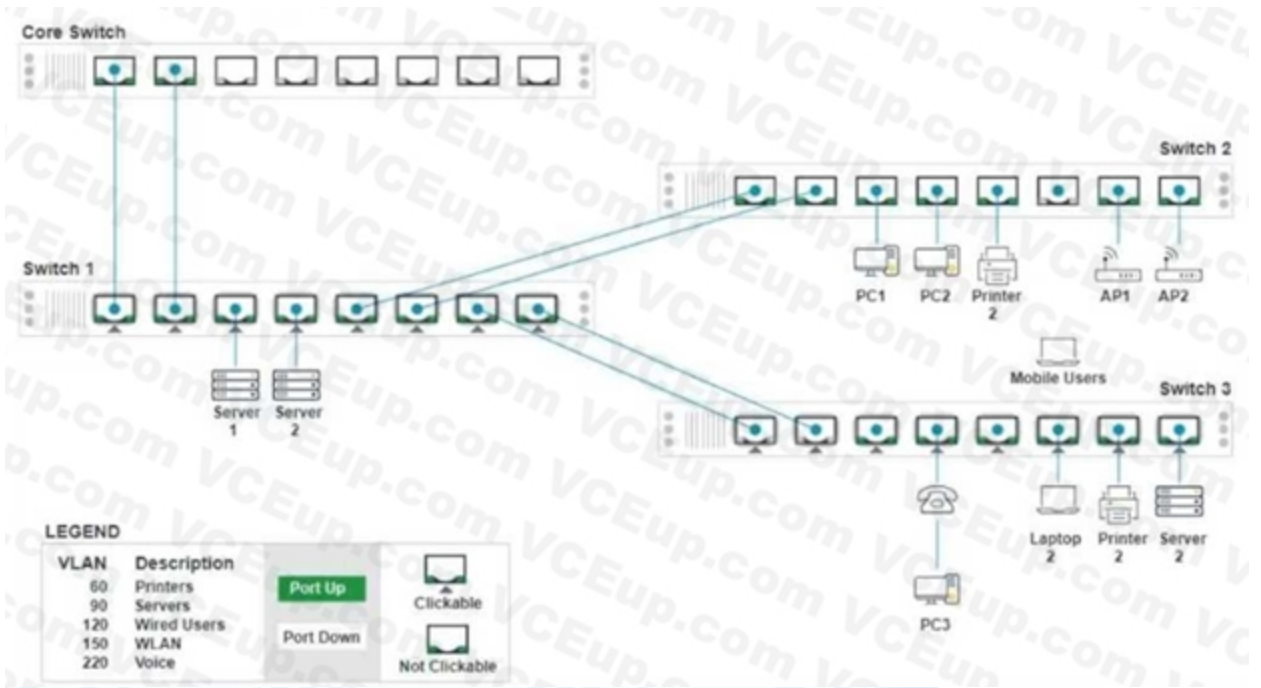 Core Switch
Switch 2
PC1
PC2
Printer
2
AP1
AP2
Switch 1
Server
1
Server
2
Mobile Users
Switch 3
Laptop
2
Printer
2
Server
2
PC3
LEGEND
VLAN Description
60 Printers
90 Servers
120 Wired Users
150 WLAN
220 Voice
Port Up
Port Down
Clickable
Not Clickable
VCEup.com